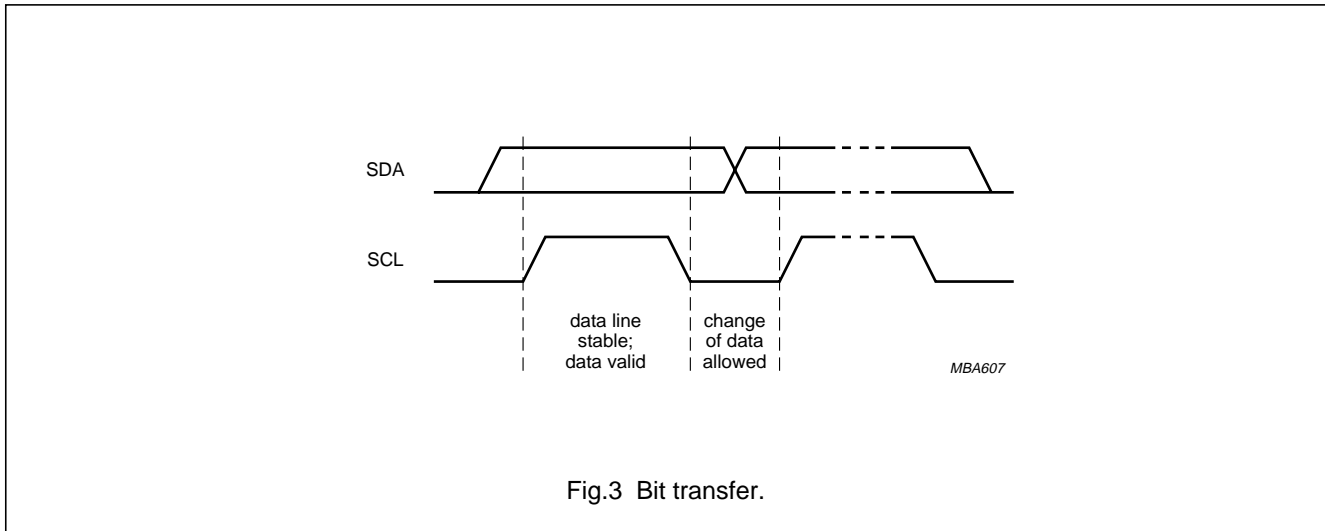 SDA
SCL
data line
stable;
data valid
change
of data
allowed
MBA607
Fig.3 Bit transfer.